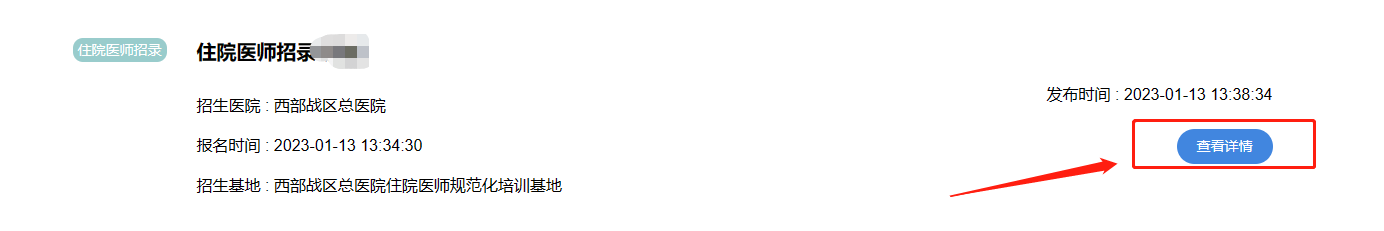 住院医师招录
住院医师招录
招生医院 : 西部战区总医院
发布时间 : 2023-01-13 13:38:34
报名时间 : 2023-01-13 13:34:30
查看详情
招生基地 : 西部战区总医院住院医师规范化培训基地